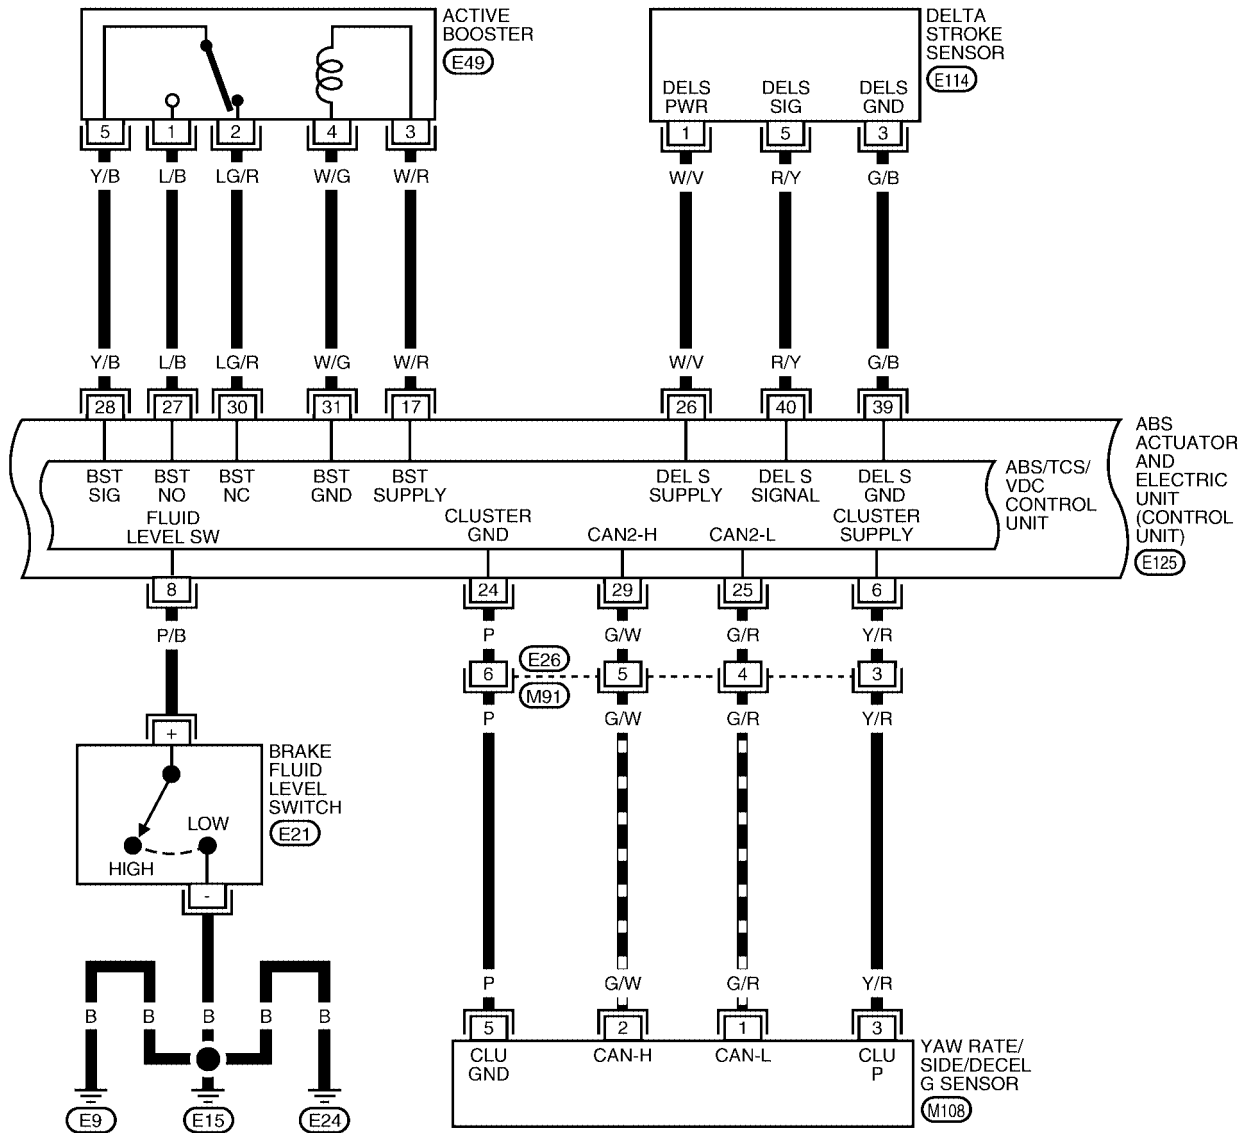 ACTIVE
BOOSTER
E49
DELTA
STROKE
SENSOR
E114
DELS
PWR
DELS
SIG
DELS
GND
5 1 2 4 3
1 5 3
Y/B L/B LG/R W/G W/R
W/V R/Y G/B
Y/B L/B LG/R W/G W/R
W/V R/Y G/B
28 27 30 31 17
26 40 39
ABS
ACTUATOR
AND
ELECTRIC
UNIT
(CONTROL
UNIT)
E125
ABS/TCS/
VDC
CONTROL
UNIT
BST
SIG
BST
NO
BST
NC
BST
GND
BST
SUPPLY
DEL S
SUPPLY
DEL S
SIGNAL
DEL S
GND
FLUID
LEVEL SW
CLUSTER
GND
CAN2-H
CAN2-L
CLUSTER
SUPPLY
8
24 29 25 6
P/B
P G/W G/R Y/R
6 5 4 3
E26
M91
P G/W G/R Y/R
+
BRAKE
FLUID
LEVEL
SWITCH
E21
LOW
HIGH
-
P G/W G/R Y/R
B B B B B
5 2 1 3
CLU
GND
CAN-H
CAN-L
CLU
P
YAW RATE/
SIDE/DECEL
G SENSOR
M108
E9 E15 E24